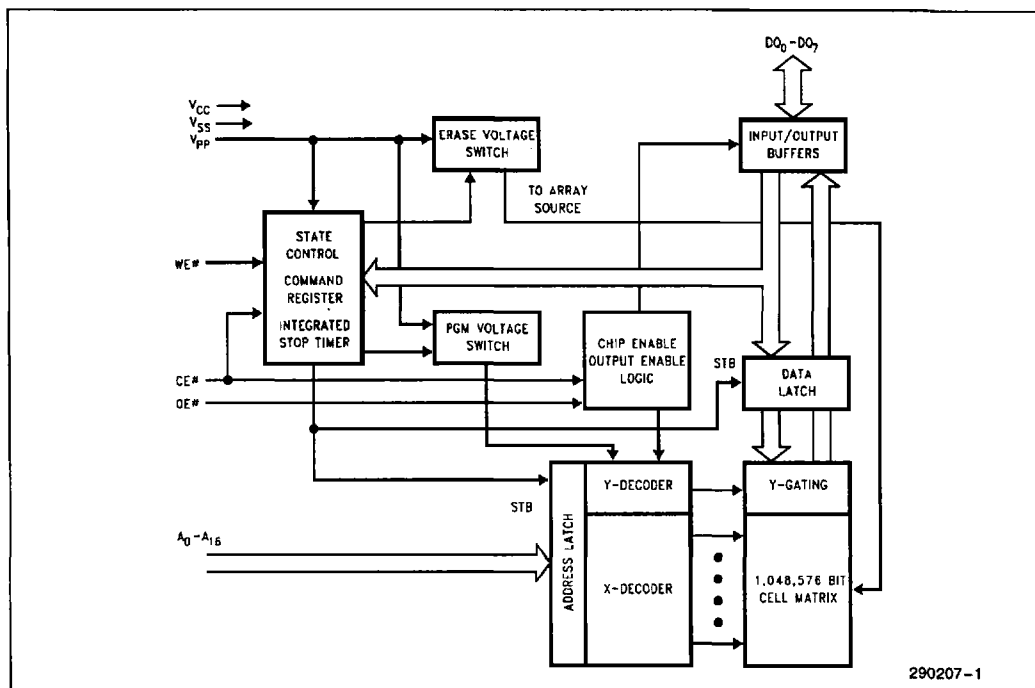 DQ0–DQ7
VCC
VSS
VPP
ERASE VOLTAGE
SWITCH
INPUT/OUTPUT
BUFFERS
TO ARRAY
SOURCE
STATE
CONTROL
COMMAND
REGISTER
INTEGRATED
STOP TIMER
WE#
PGM VOLTAGE
SWITCH
CHIP ENABLE
OUTPUT ENABLE
LOGIC
STB
DATA
LATCH
CE#
OE#
STB
ADDRESS LATCH
Y-DECODER
Y-GATING
A0–A16
X-DECODER
1,048,576 BIT
CELL MATRIX
290207–1